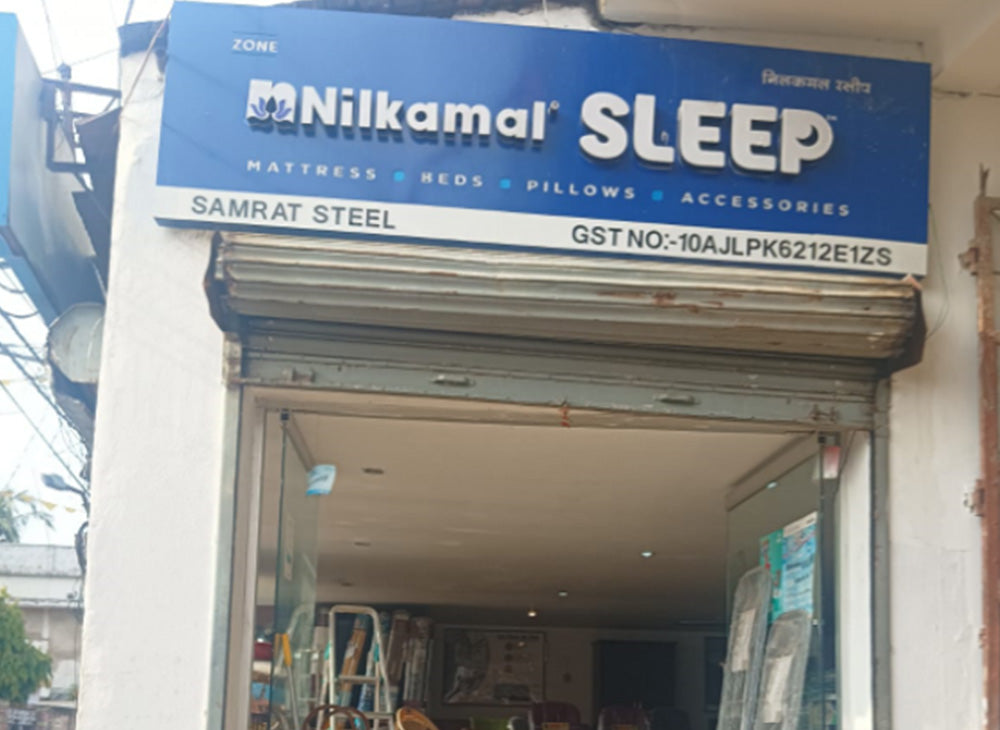 ZONE
निलकमल स्लीप
Nilkamal SLEEP
MATTRESS BEDS PILLOWS ACCESSORIES
SAMRAT STEEL
GST NO:-10AJLPK6212E1ZS